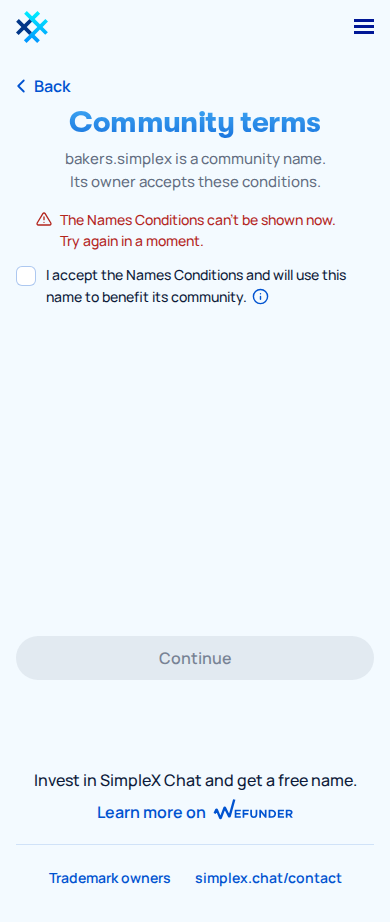 Back
Community terms
bakers.simplex is a community name.
Its owner accepts these conditions.
The Names Conditions can't be shown now.
Try again in a moment.
I accept the Names Conditions and will use this
name to benefit its community.
Continue
Invest in SimpleX Chat and get a free name.
Learn more on WEFUNDER
Trademark owners simplex.chat/contact